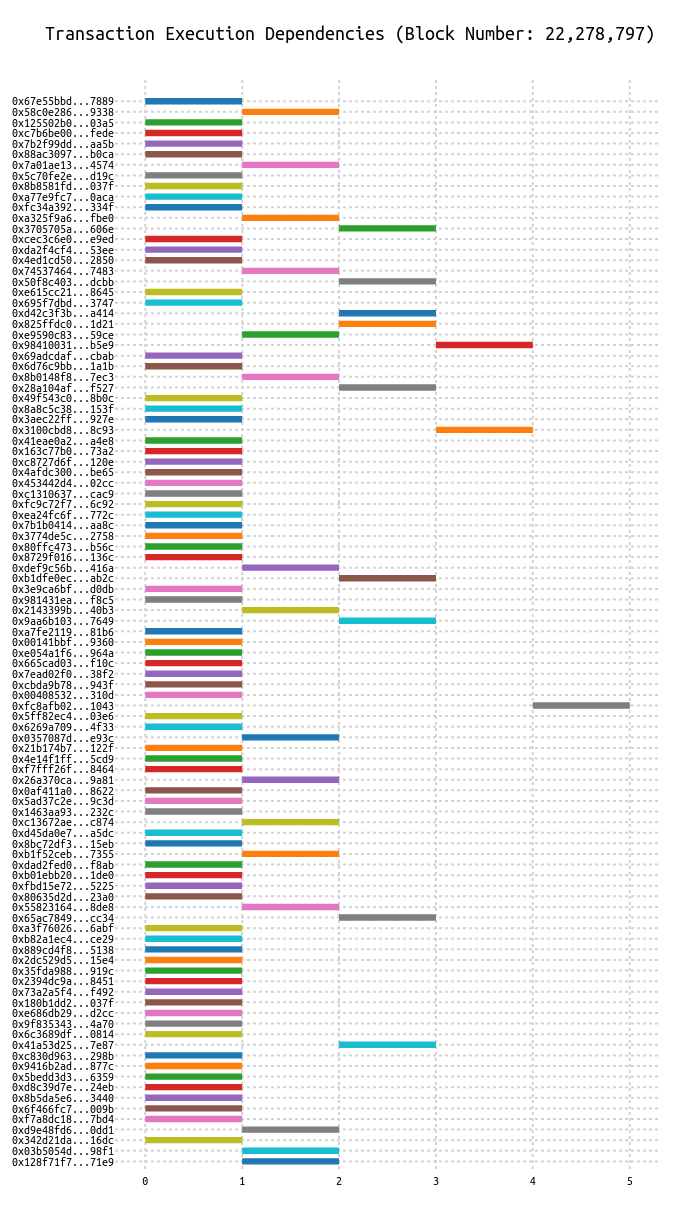 Transaction Execution Dependencies (Block Number: 22,278,797)
0x67e55bbd...7889
0x58c0e286...9338
0x125502b0...03a5
0xc7b6be00...fede
0x7b2f99dd...aa5b
0x88ac3097...b0ca
0x7a01ae13...4574
0x5c70fe2e...d19c
0x8b8581fd...037f
0xa77e9fc7...0aca
0xfc34a392...334f
0xa325f9a6...fbe0
0x3705705a...606e
0xcec3c6e0...e9ed
0xda2f4cf4...53ee
0x4ed1cd50...2850
0x74537464...7483
0x50f8c403...dcbb
0xe615cc21...8645
0x695f7dbd...3747
0xd42c3f3b...a414
0x825ffdc0...1d21
0xe9590c83...59ce
0x98410031...b5e9
0x69adcdaf...cbab
0x6d76c9bb...1a1b
0x8b0148f8...7ec3
0x28a104af...f527
0x49f543c0...8b0c
0x8a8c5c38...153f
0x3aec22ff...927e
0x3100cbd8...8c93
0x41eae0a2...a4e8
0x163c77b0...73a2
0xc8727d6f...120e
0x4afdc300...be65
0x453442d4...02cc
0xc1310637...cac9
0xfc9c72f7...6c92
0xea24fc6f...772c
0x7b1b0414...aa8c
0x3774de5c...2758
0x80ffc473...b56c
0x8729f016...136c
0xdef9c56b...416a
0xb1dfe0ec...ab2c
0x3e9ca6bf...d0db
0x981431ea...f8c5
0x2143399b...40b3
0x9aa6b103...7649
0xa7fe2119...81b6
0x00141bbf...9360
0xe054a1f6...964a
0x665cad03...f10c
0x7ead02f0...38f2
0xcbda9b78...943f
0x00408532...310d
0xfc8afb02...1043
0x5ff82ec4...03e6
0x6269a709...4f33
0x0357087d...e93c
0x21b174b7...122f
0x4e14f1ff...5cd9
0xf7fff26f...8464
0x26a370ca...9a81
0x0af411a0...8622
0x5ad37c2e...9c3d
0x1463aa93...232c
0xc13672ae...c874
0xd45da0e7...a5dc
0x8bc72df3...15eb
0xb1f52ceb...7355
0xdad2fed0...f8ab
0xb01ebb20...1de0
0xfbd15e72...5225
0x80635d2d...23a0
0x55823164...8de8
0x65ac7849...cc34
0xa3f76026...6abf
0xb82a1ec4...ce29
0x889cd4f8...5138
0x2dc529d5...15e4
0x35fda988...919c
0x2394dc9a...8451
0x73a2a5f4...f492
0x180b1dd2...037f
0xe686db29...d2cc
0x9f835343...4a70
0x6c3689df...0814
0x41a53d25...7e87
0xc830d963...298b
0x9416b2ad...877c
0x5bedd3d3...6359
0xd8c39d7e...24eb
0x8b5da5e6...3440
0x6f466fc7...009b
0xf7a8dc18...7bd4
0xd9e48fd6...0dd1
0x342d21da...16dc
0x03b5054d...98f1
0x128f71f7...71e9
0 1 2 3 4 5